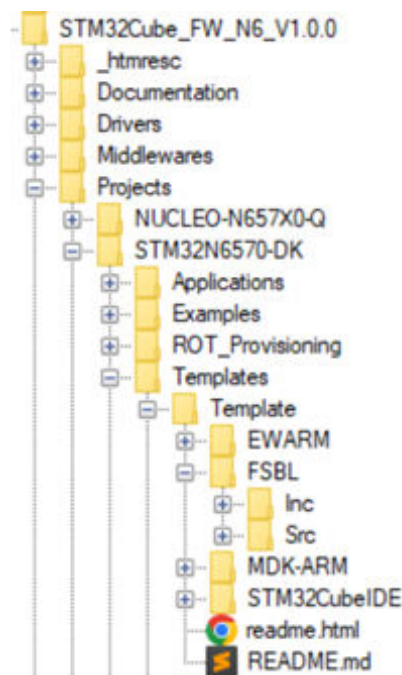 STM32Cube_FW_N6_V1.0.0
_htmresc
Documentation
Drivers
Middlewares
Projects
NUCLEO-N657X0-Q
STM32N6570-DK
Applications
Examples
ROT_Provisioning
Templates
Template
EWARM
FSBL
Inc
Src
MDK-ARM
STM32CubeIDE
readme.html
README.md